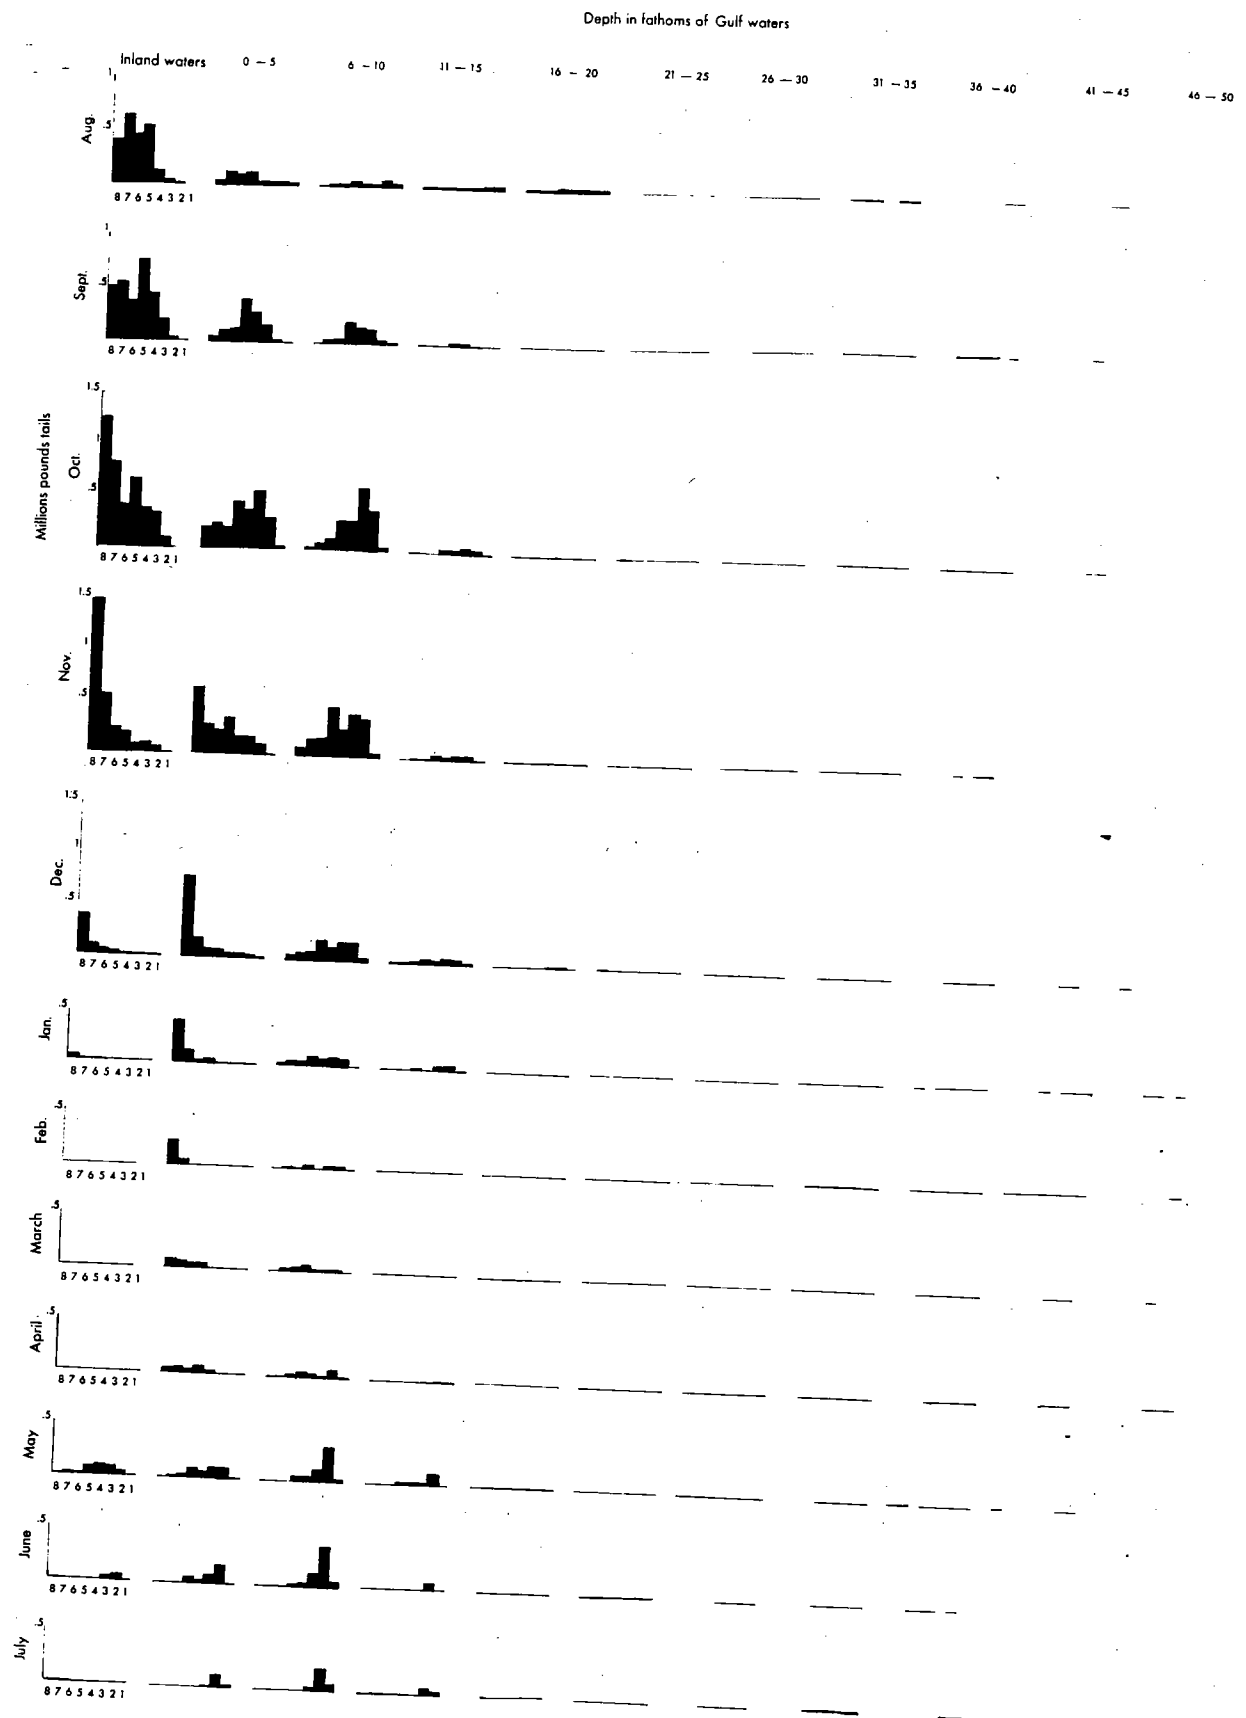 Depth in fathoms of Gulf waters
Inland waters 0 — 5 6 — 10 11 — 15 16 — 20 21 — 25 26 — 30 31 — 35 36 — 40 41 — 45 46 — 50
Millions pounds tails
1
.5
Aug.
8 7 6 5 4 3 2 1
1
.5
Sept.
8 7 6 5 4 3 2 1
1.5
1
.5
Oct.
8 7 6 5 4 3 2 1
1.5
1
.5
Nov.
8 7 6 5 4 3 2 1
1.5
1
.5
Dec.
8 7 6 5 4 3 2 1
.5
Jan.
8 7 6 5 4 3 2 1
.5
Feb.
8 7 6 5 4 3 2 1
.5
March
8 7 6 5 4 3 2 1
.5
April
8 7 6 5 4 3 2 1
.5
May
8 7 6 5 4 3 2 1
.5
June
8 7 6 5 4 3 2 1
.5
July
8 7 6 5 4 3 2 1